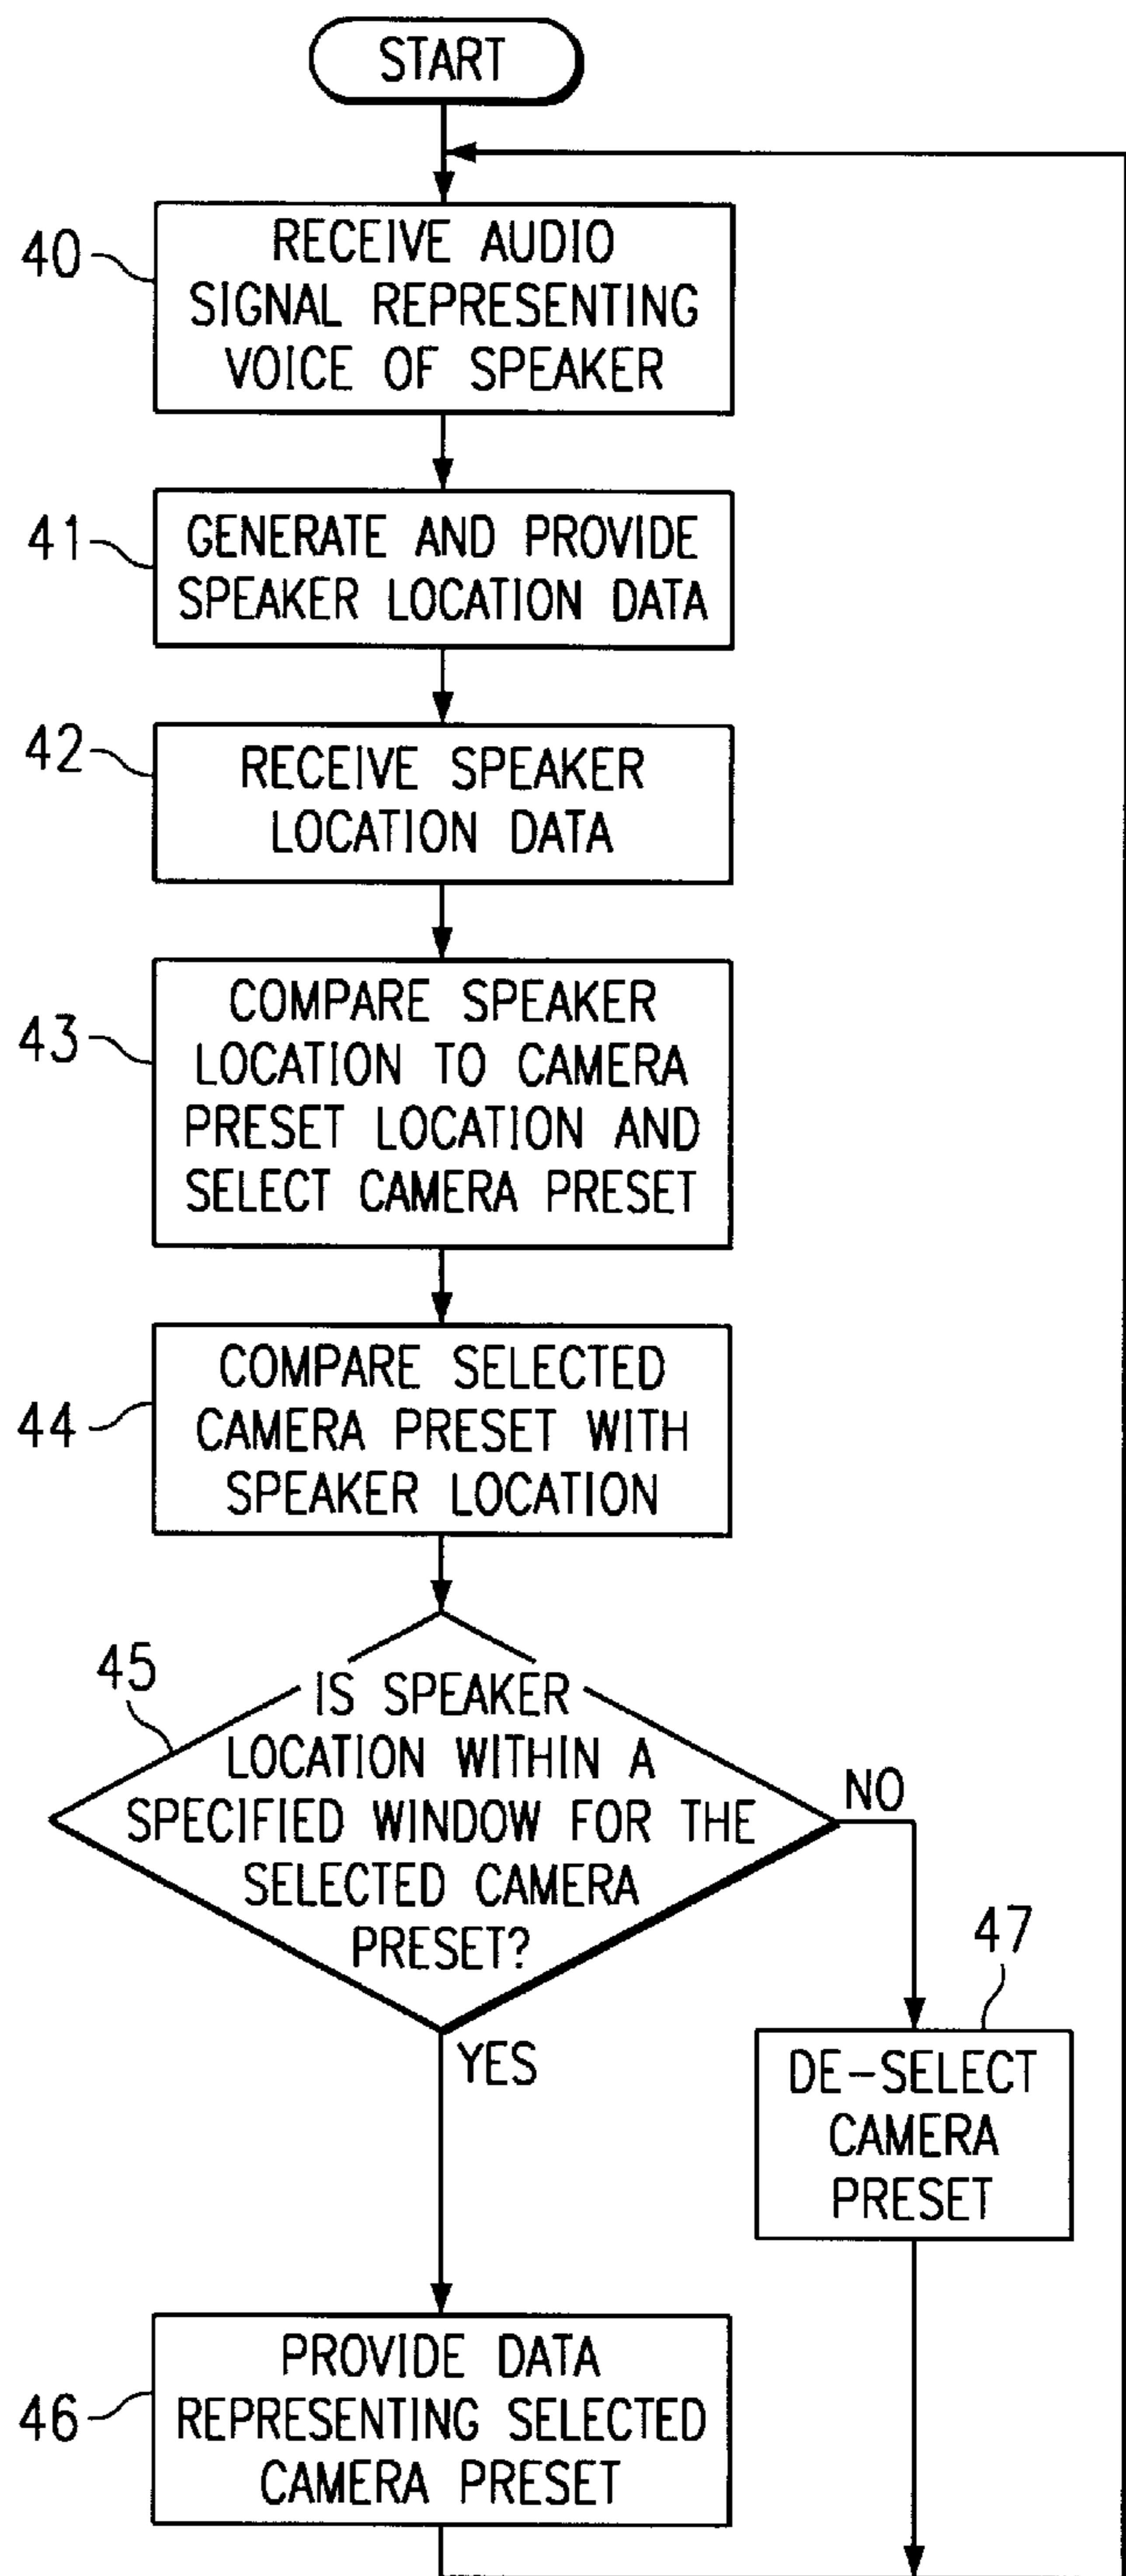 START
40
RECEIVE AUDIO
SIGNAL REPRESENTING
VOICE OF SPEAKER
41
GENERATE AND PROVIDE
SPEAKER LOCATION DATA
42
RECEIVE SPEAKER
LOCATION DATA
43
COMPARE SPEAKER
LOCATION TO CAMERA
PRESET LOCATION AND
SELECT CAMERA PRESET
44
COMPARE SELECTED
CAMERA PRESET WITH
SPEAKER LOCATION
45
IS SPEAKER
LOCATION WITHIN A
SPECIFIED WINDOW FOR THE
SELECTED CAMERA
PRESET?
NO
YES
47
DE-SELECT
CAMERA
PRESET
46
PROVIDE DATA
REPRESENTING SELECTED
CAMERA PRESET